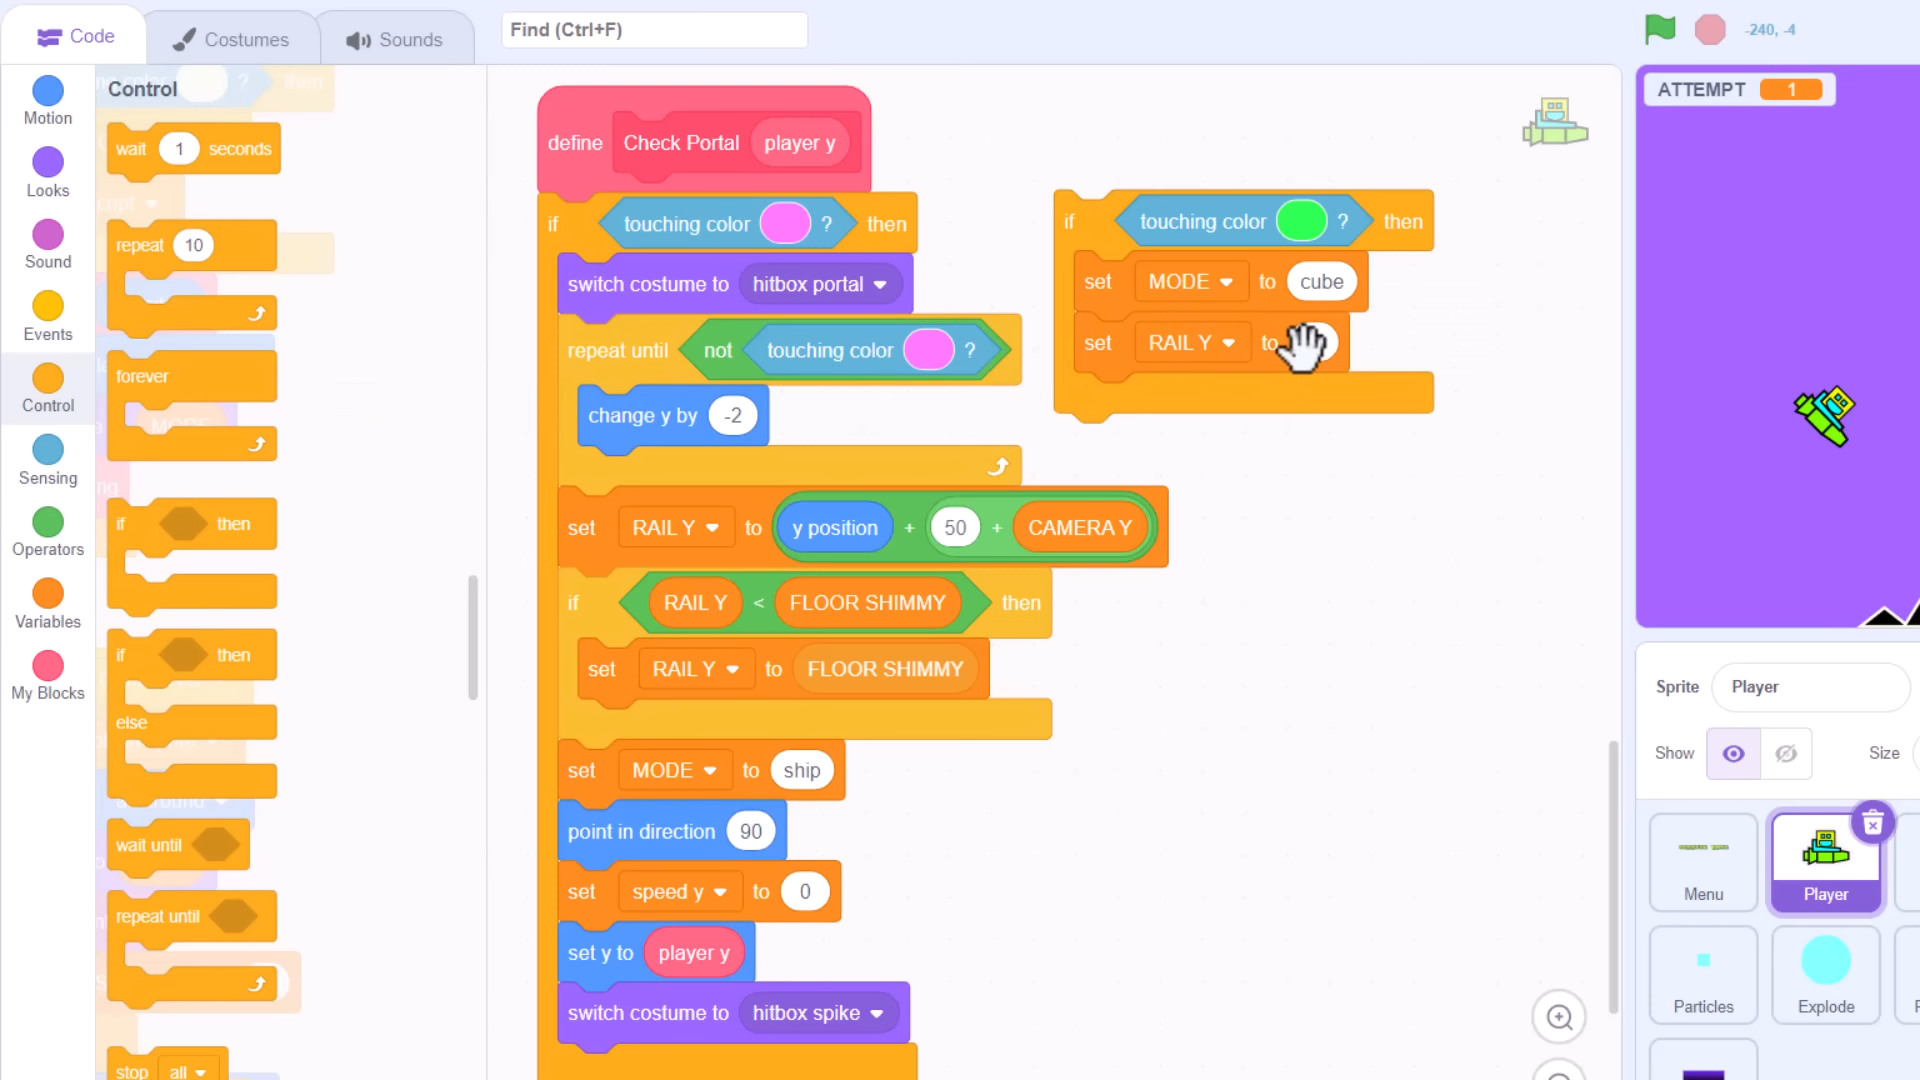 Code
Costumes
Sounds
Find (Ctrl+F)
-240, -4
Motion
Looks
Sound
Events
Control
Sensing
Operators
Variables
My Blocks
Control
wait 1 seconds
repeat 10
forever
if then
if then
else
wait until
repeat until
stop all
define Check Portal player y
if touching color ? then
switch costume to hitbox portal
repeat until not touching color ?
change y by -2
set RAIL Y to y position + 50 + CAMERA Y
if RAIL Y < FLOOR SHIMMY then
set RAIL Y to FLOOR SHIMMY
set MODE to ship
point in direction 90
set speed y to 0
set y to player y
switch costume to hitbox spike
if touching color ? then
set MODE to cube
set RAIL Y to
ATTEMPT 1
Sprite Player
Show Size
Menu
Player
Particles
Explode